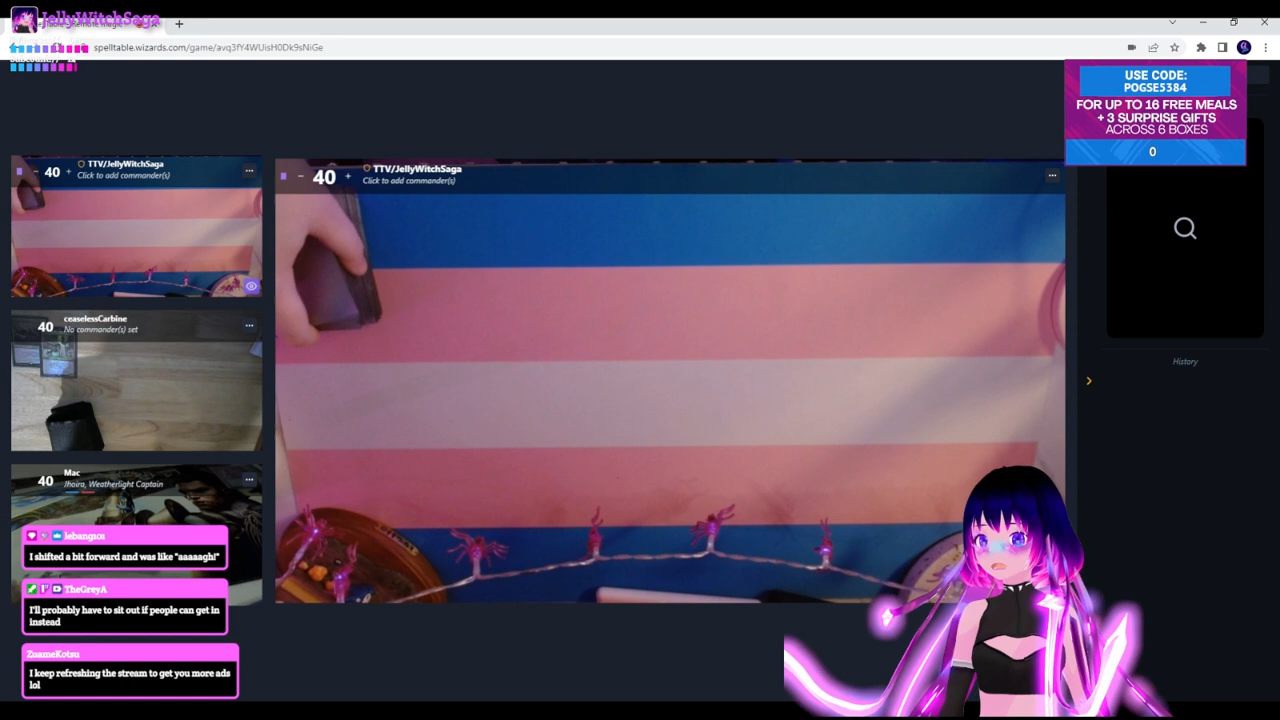 JellyWitchSaga
spelltable.wizards.com/game/avq3fY4WUisH0Dk9sNiGe
USE CODE:
POGSE5384
FOR UP TO 16 FREE MEALS
+ 3 SURPRISE GIFTS
ACROSS 6 BOXES
0
40
TTV/JellyWitchSaga
Click to add commander(s)
40
TTV/JellyWitchSaga
Click to add commander(s)
40
ceaselessCarbine
No commander(s) set
History
40
Mac
Jhoira, Weatherlight Captain
lebang101
I shifted a bit forward and was like "aaaaagh!"
TheGreyA
I'll probably have to sit out if people can get in
instead
ZuameKotsu
I keep refreshing the stream to get you more ads
lol